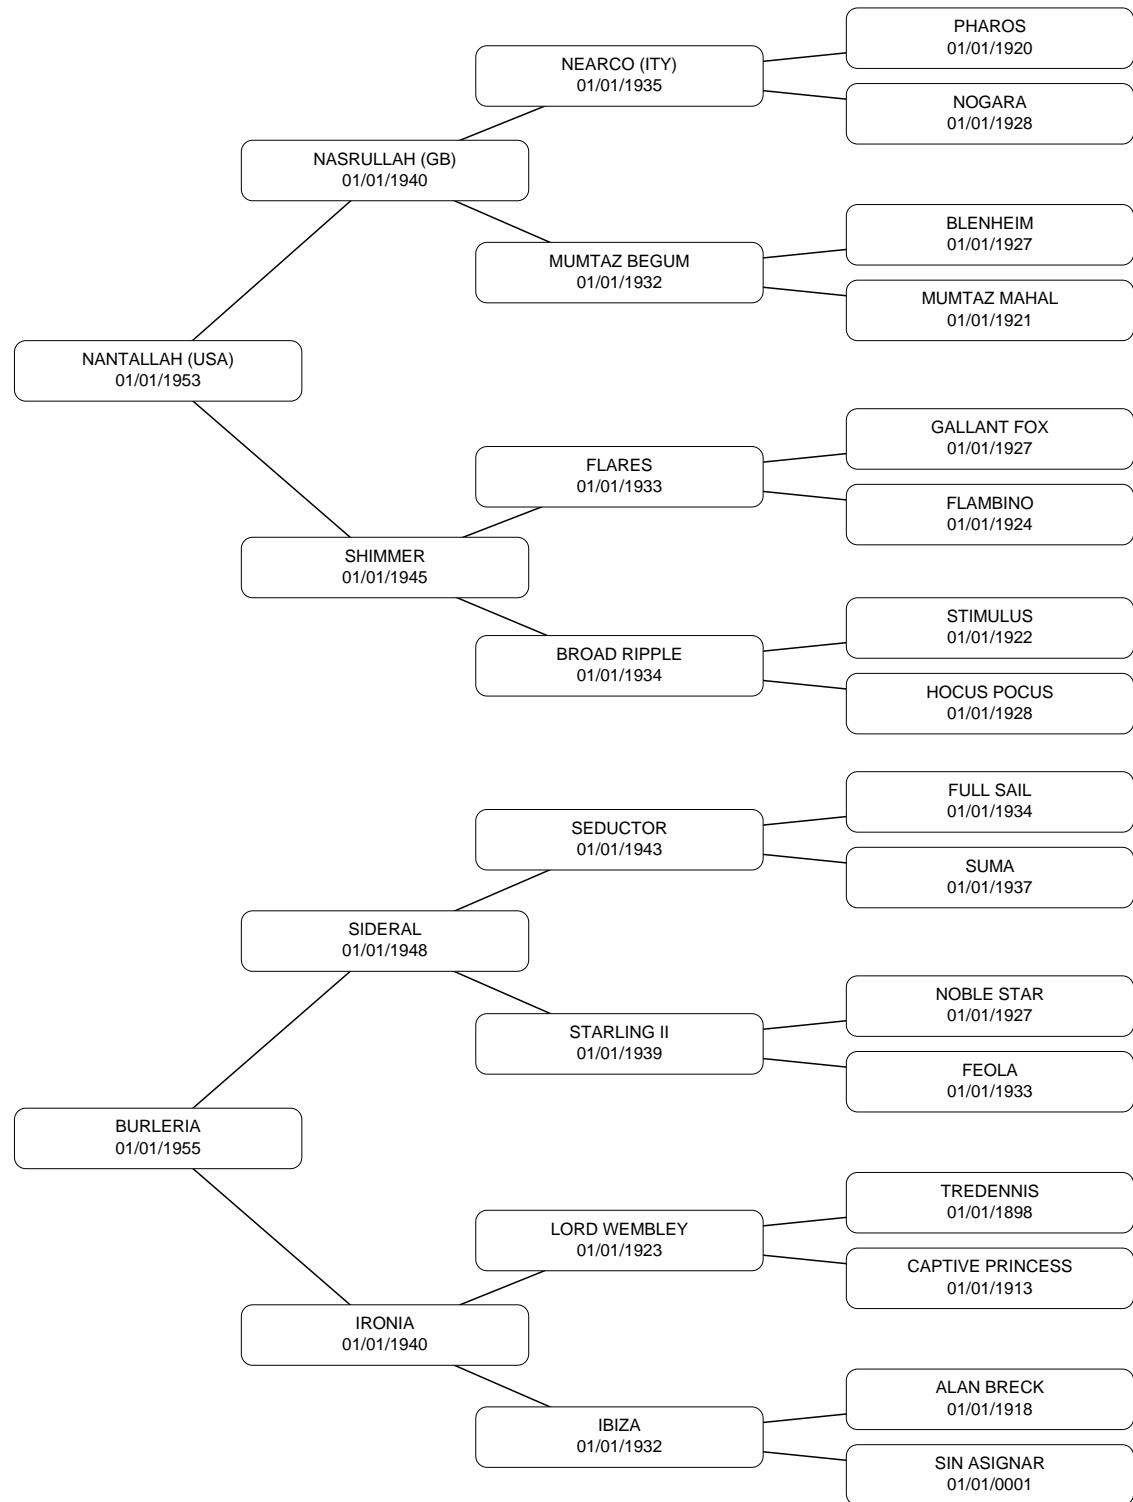 PHAROS
01/01/1920
NEARCO (ITY)
01/01/1935
NOGARA
01/01/1928
NASRULLAH (GB)
01/01/1940
BLENHEIM
01/01/1927
MUMTAZ BEGUM
01/01/1932
MUMTAZ MAHAL
01/01/1921
NANTALLAH (USA)
01/01/1953
GALLANT FOX
01/01/1927
FLARES
01/01/1933
FLAMBINO
01/01/1924
SHIMMER
01/01/1945
STIMULUS
01/01/1922
BROAD RIPPLE
01/01/1934
HOCUS POCUS
01/01/1928
FULL SAIL
01/01/1934
SEDUCTOR
01/01/1943
SUMA
01/01/1937
SIDERAL
01/01/1948
NOBLE STAR
01/01/1927
STARLING II
01/01/1939
FEOLA
01/01/1933
BURLERIA
01/01/1955
TREDENNIS
01/01/1898
LORD WEMBLEY
01/01/1923
CAPTIVE PRINCESS
01/01/1913
IRONIA
01/01/1940
ALAN BRECK
01/01/1918
IBIZA
01/01/1932
SIN ASIGNAR
01/01/0001